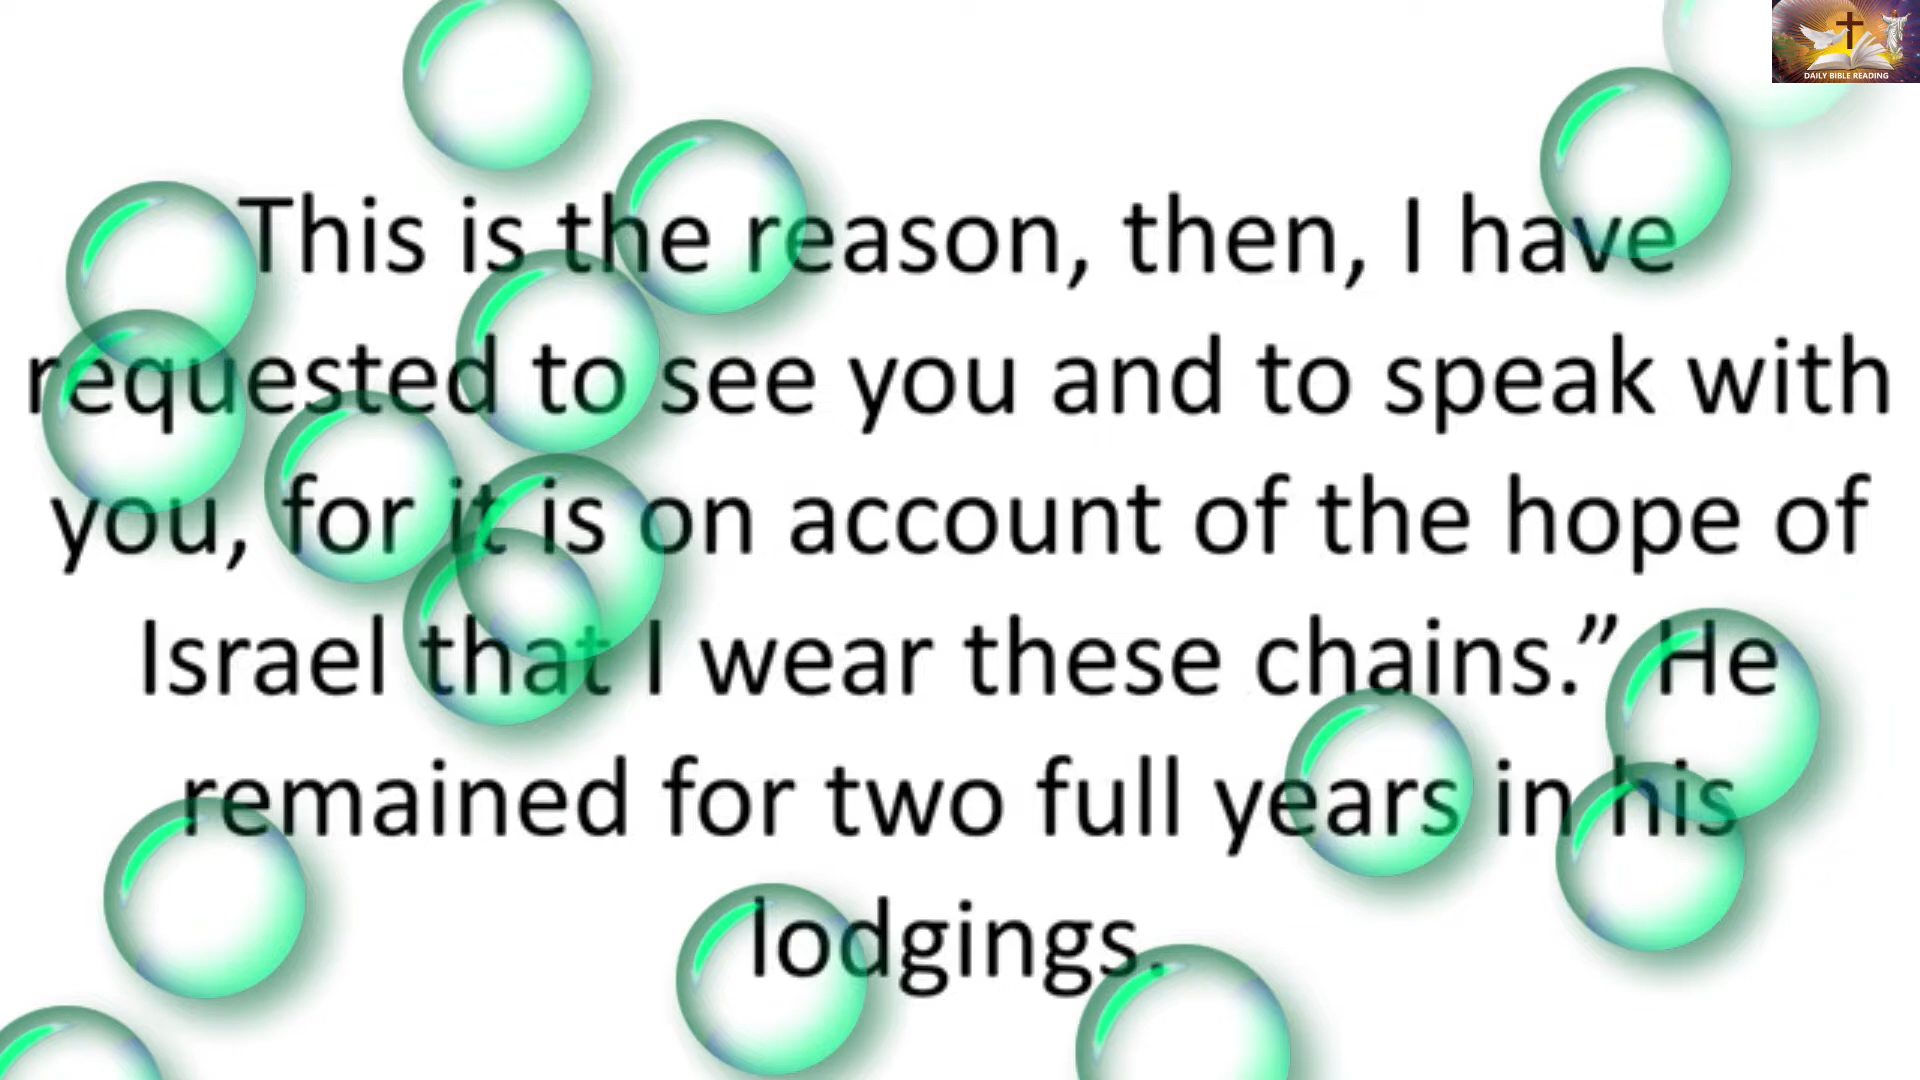 DAILY BIBLE READING
This is the reason, then, I have
requested to see you and to speak with
you, for it is on account of the hope of
Israel that I wear these chains.” He
remained for two full years in his
lodgings.